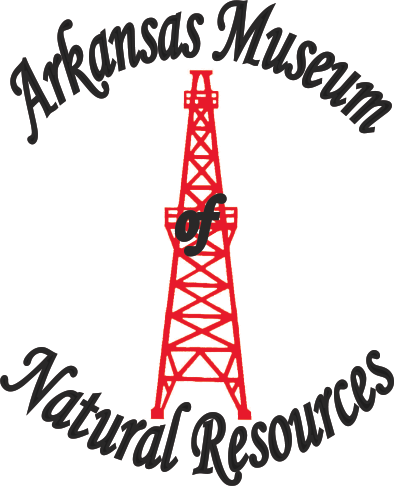 Arkansas Museum
of
Natural Resources